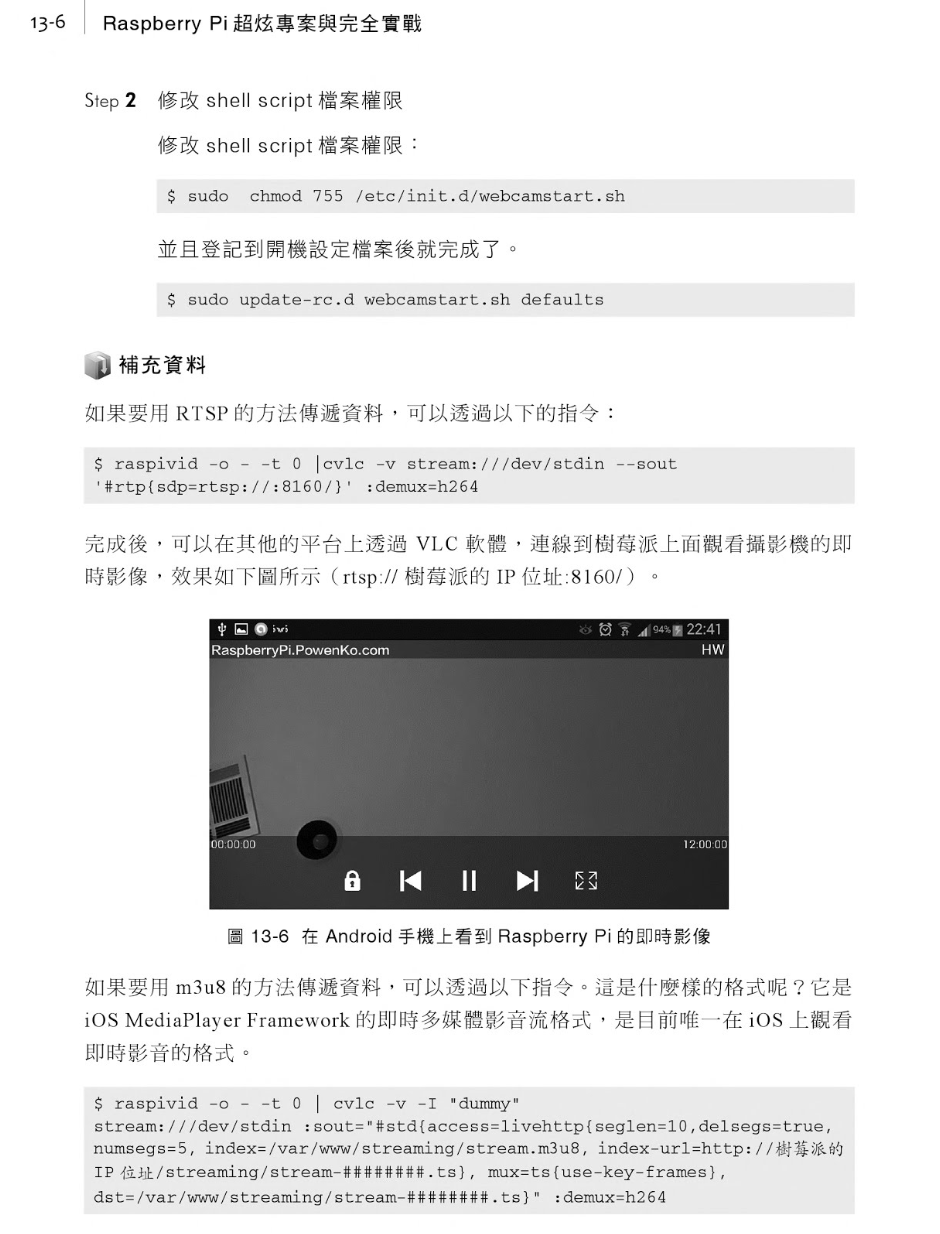 13-6 Raspberry Pi 超炫專案與完全實戰
Step 2 修改 shell script 檔案權限
修改 shell script 檔案權限：
$ sudo  chmod 755 /etc/init.d/webcamstart.sh
並且登記到開機設定檔案後就完成了。
$ sudo update-rc.d webcamstart.sh defaults
補充資料
如果要用 RTSP 的方法傳遞資料，可以透過以下的指令：
$ raspivid -o - -t 0 |cvlc -v stream:///dev/stdin --sout
'#rtp{sdp=rtsp://:8160/}' :demux=h264
完成後，可以在其他的平台上透過 VLC 軟體，連線到樹莓派上面觀看攝影機的即
時影像，效果如下圖所示（rtsp:// 樹莓派的 IP 位址:8160/）。
94% 22:41
RaspberryPi.PowenKo.com HW
00:00:00 12:00:00
圖 13-6 在 Android 手機上看到 Raspberry Pi 的即時影像
如果要用 m3u8 的方法傳遞資料，可以透過以下指令。這是什麼樣的格式呢？它是
iOS MediaPlayer Framework 的即時多媒體影音流格式，是目前唯一在 iOS 上觀看
即時影音的格式。
$ raspivid -o - -t 0 | cvlc -v -I "dummy"
stream:///dev/stdin :sout="#std{access=livehttp{seglen=10,delsegs=true,
numsegs=5, index=/var/www/streaming/stream.m3u8, index-url=http://樹莓派的
IP 位址/streaming/stream-########.ts}, mux=ts{use-key-frames},
dst=/var/www/streaming/stream-########.ts}" :demux=h264